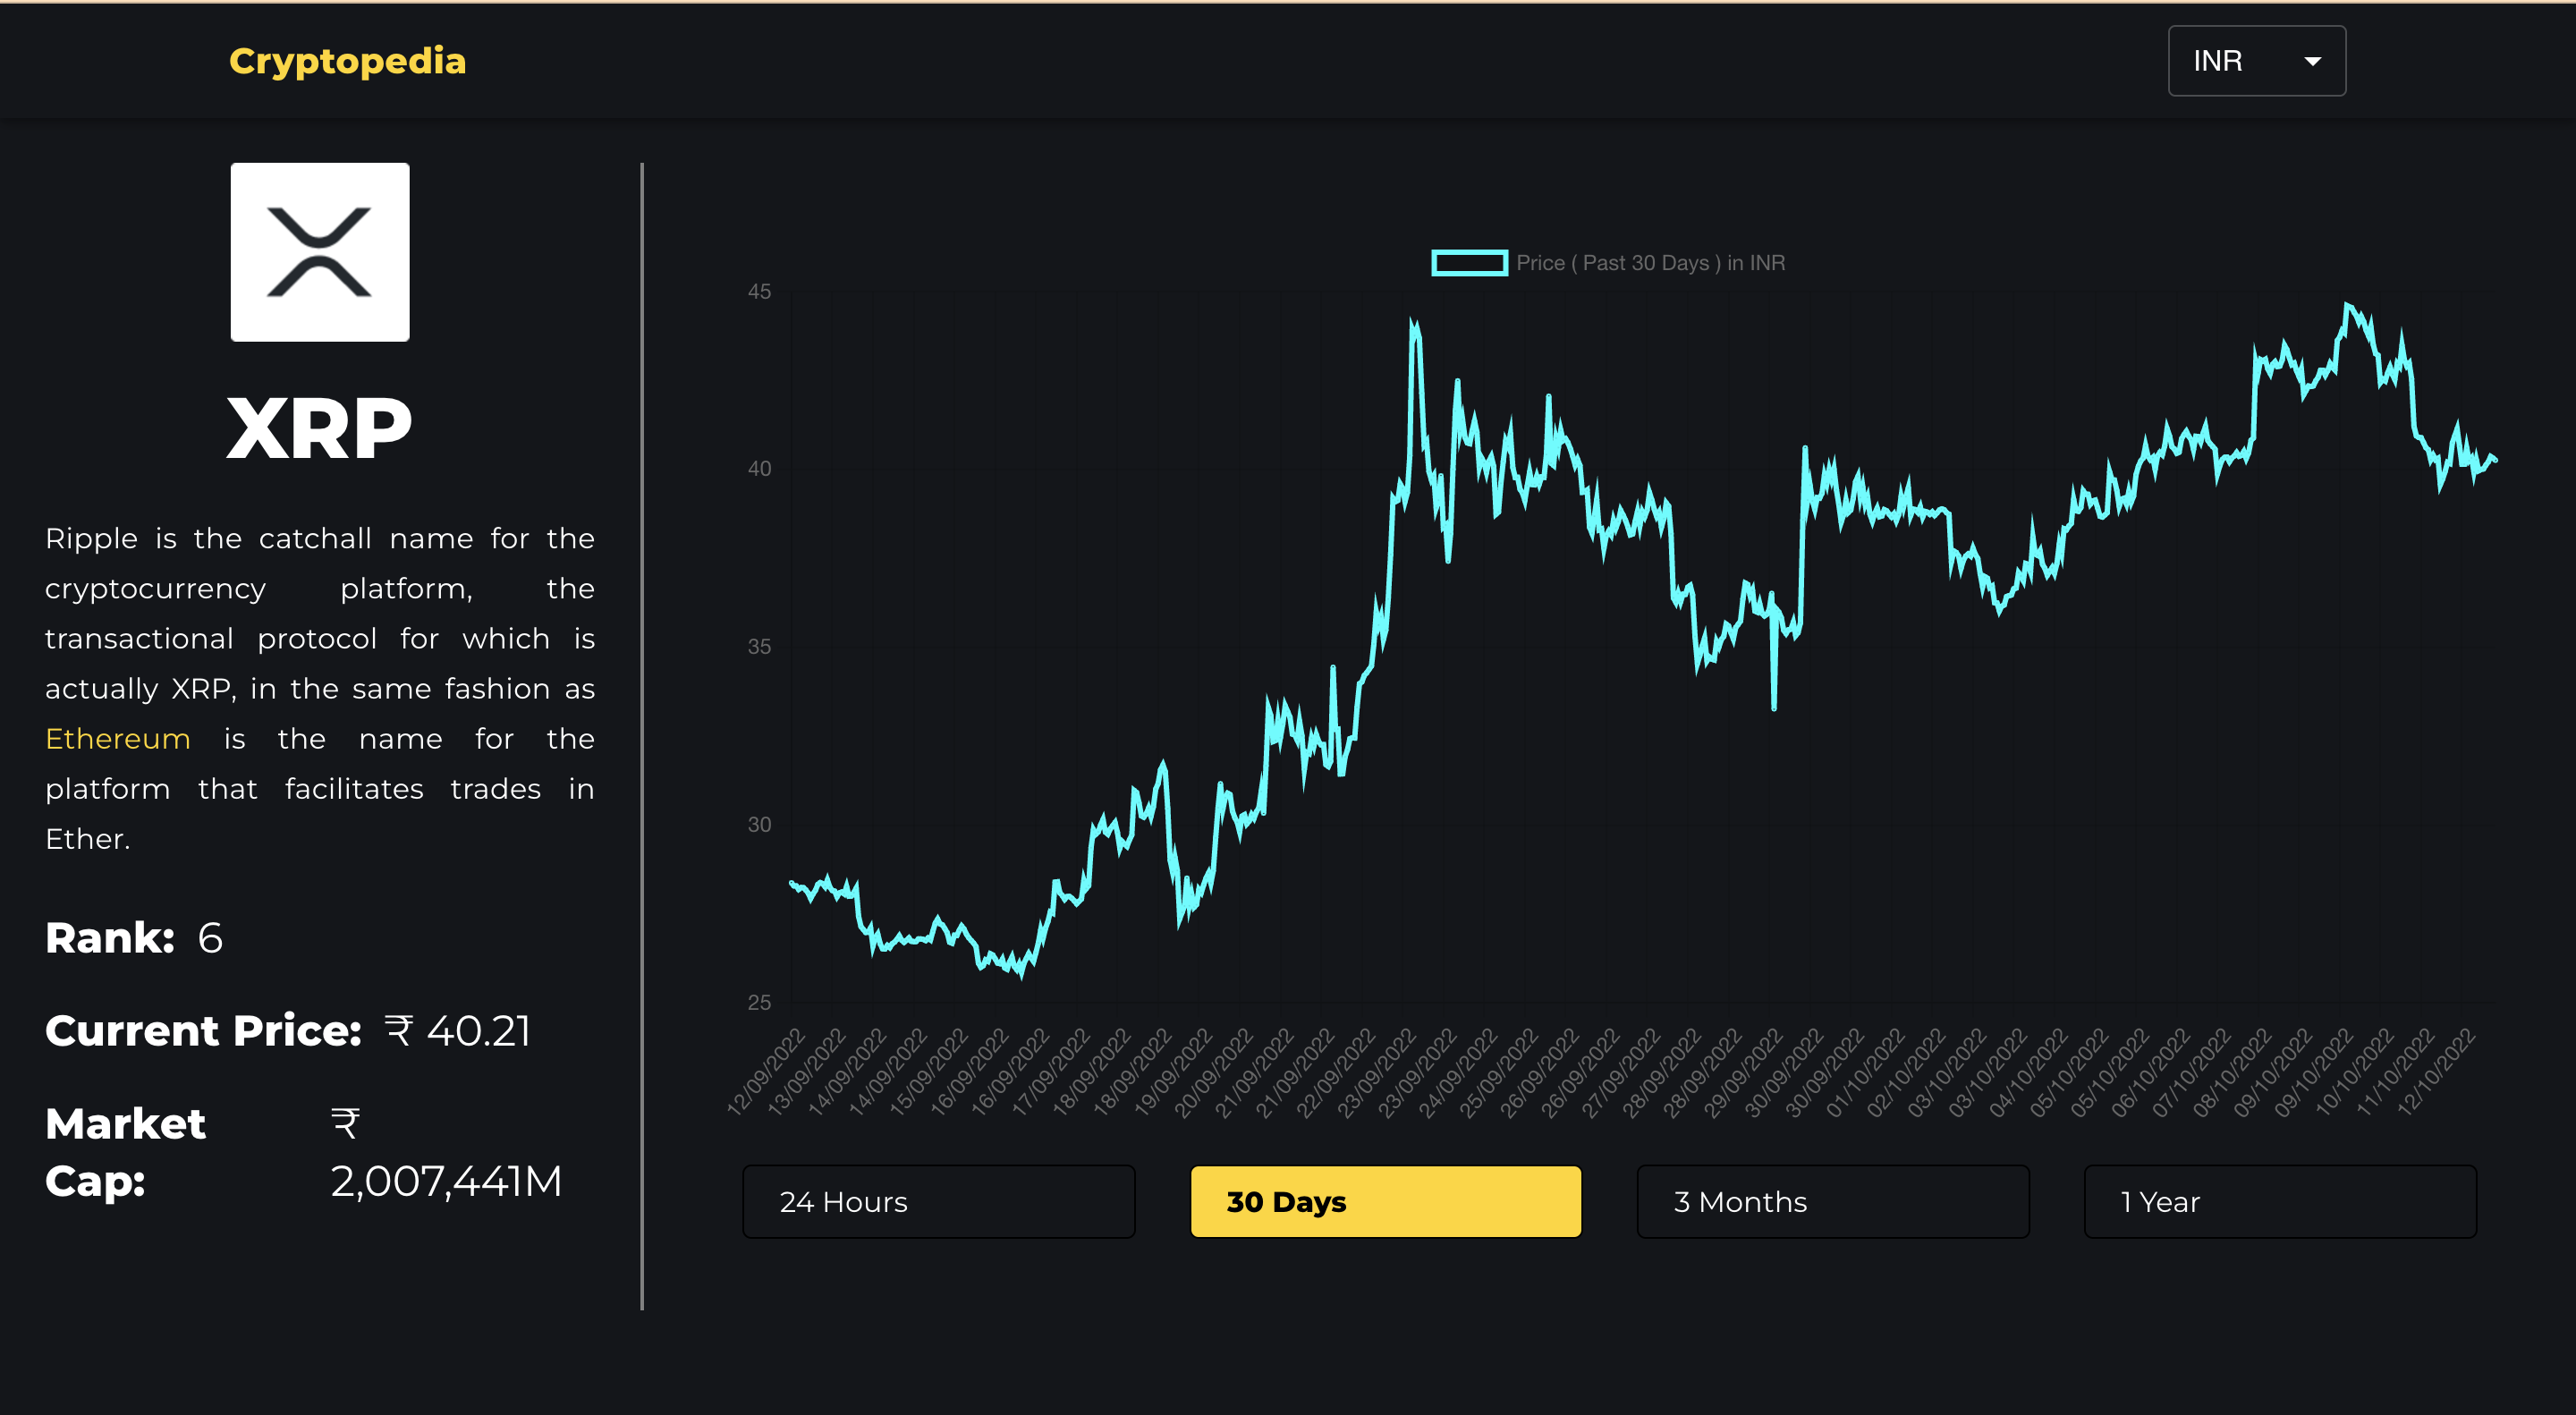 Cryptopedia
INR
XRP
Ripple is the catchall name for the
cryptocurrency platform, the
transactional protocol for which is
actually XRP, in the same fashion as
Ethereum is the name for the
platform that facilitates trades in
Ether.
Rank: 6
Current Price: ₹ 40.21
Market Cap: ₹ 2,007,441M
Price ( Past 30 Days ) in INR
45
40
35
30
25
12/09/2022
13/09/2022
14/09/2022
14/09/2022
15/09/2022
16/09/2022
16/09/2022
17/09/2022
18/09/2022
18/09/2022
19/09/2022
20/09/2022
21/09/2022
21/09/2022
22/09/2022
23/09/2022
23/09/2022
24/09/2022
25/09/2022
26/09/2022
26/09/2022
27/09/2022
28/09/2022
28/09/2022
29/09/2022
30/09/2022
30/09/2022
01/10/2022
02/10/2022
03/10/2022
03/10/2022
04/10/2022
05/10/2022
05/10/2022
06/10/2022
07/10/2022
08/10/2022
09/10/2022
09/10/2022
10/10/2022
11/10/2022
12/10/2022
24 Hours
30 Days
3 Months
1 Year